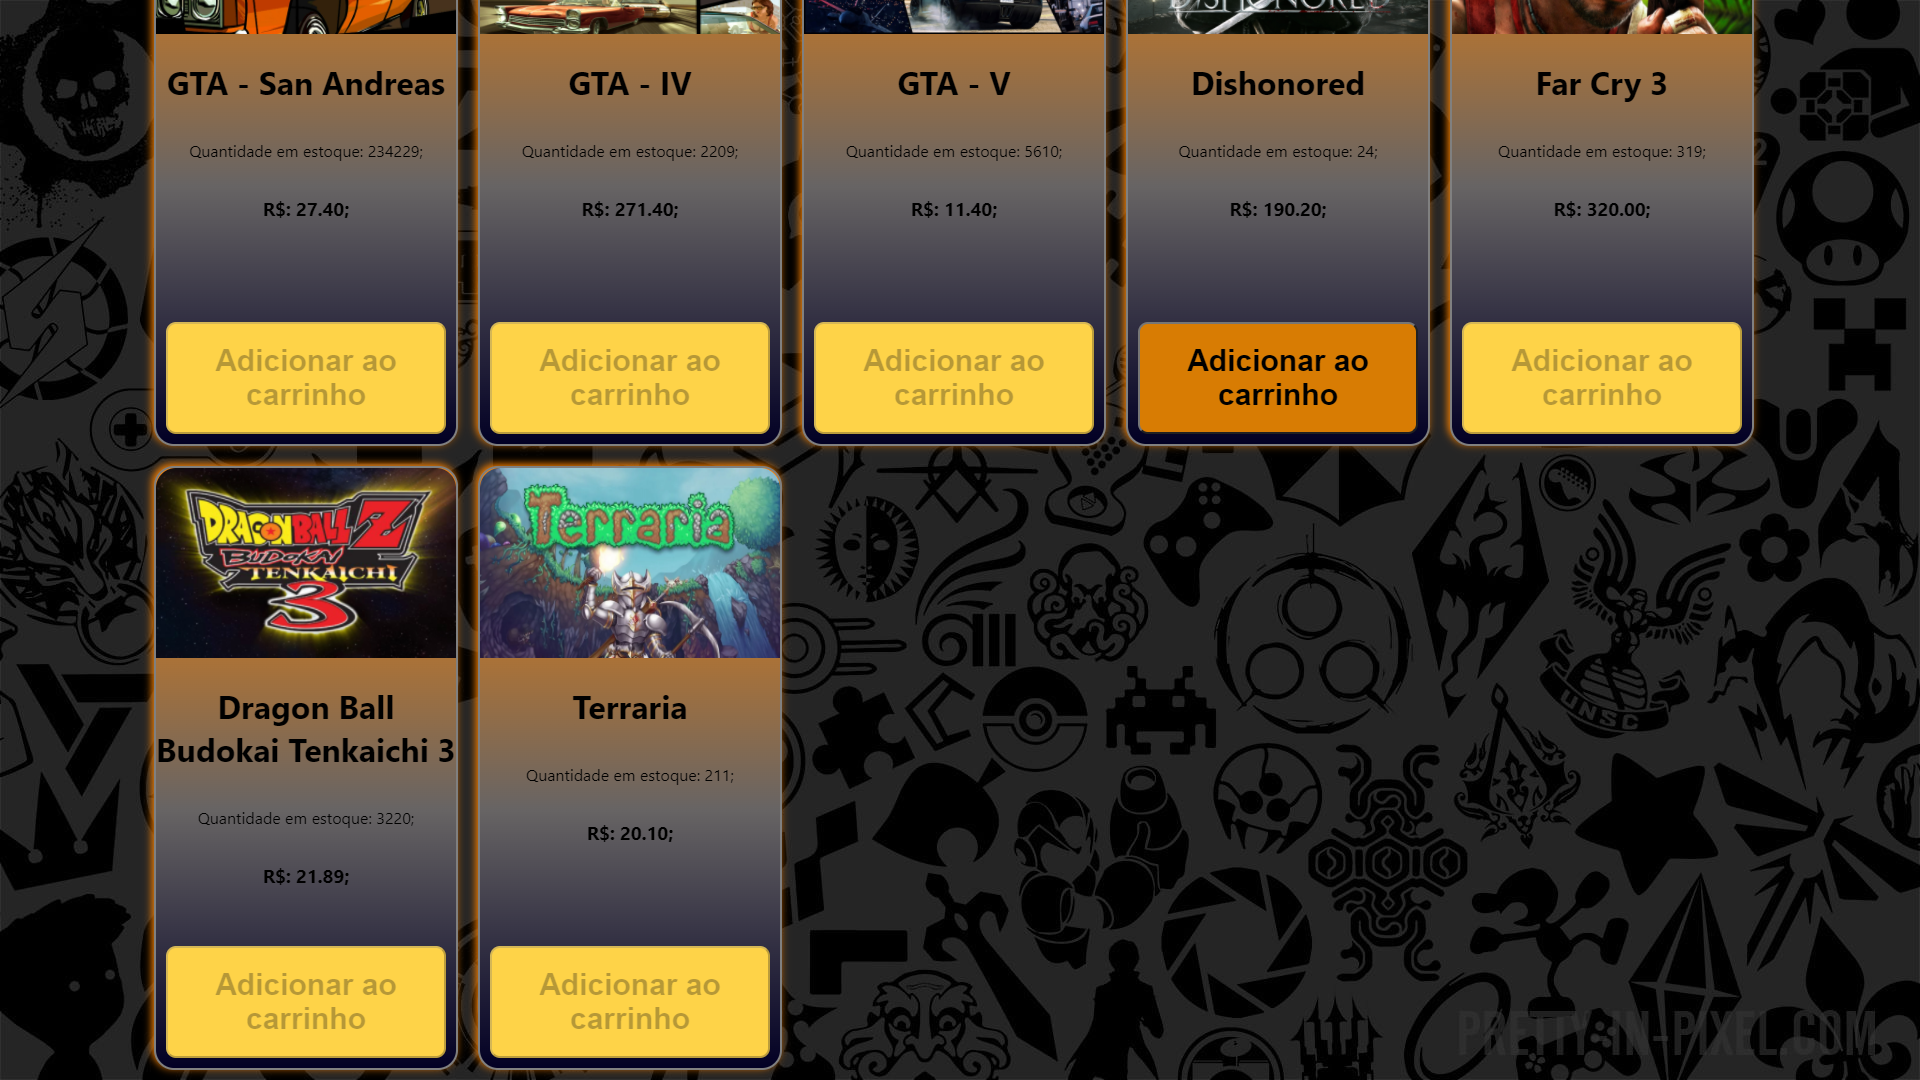 DISHONORED
GTA - San Andreas
Quantidade em estoque: 234229;
R$: 27.40;
Adicionar ao
carrinho
GTA - IV
Quantidade em estoque: 2209;
R$: 271.40;
Adicionar ao
carrinho
GTA - V
Quantidade em estoque: 5610;
R$: 11.40;
Adicionar ao
carrinho
Dishonored
Quantidade em estoque: 24;
R$: 190.20;
Adicionar ao
carrinho
Far Cry 3
Quantidade em estoque: 319;
R$: 320.00;
Adicionar ao
carrinho
DRAGONBALL Z
BUDOKAI
TENKAICHI
3
Dragon Ball
Budokai Tenkaichi 3
Quantidade em estoque: 3220;
R$: 21.89;
Adicionar ao
carrinho
Terraria
Terraria
Quantidade em estoque: 211;
R$: 20.10;
Adicionar ao
carrinho
UNSC
PRETTY-IN-PIXEL.COM